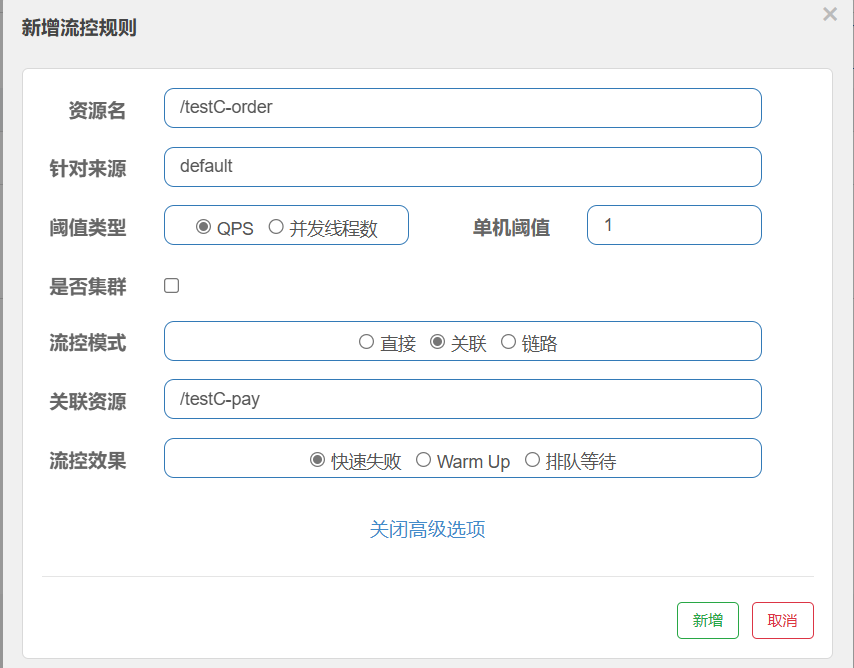 新增流控规则
×
资源名 /testC-order
针对来源 default
阈值类型 QPS 并发线程数 单机阈值 1
是否集群
流控模式 直接 关联 链路
关联资源 /testC-pay
流控效果 快速失败 Warm Up 排队等待
关闭高级选项
新增 取消